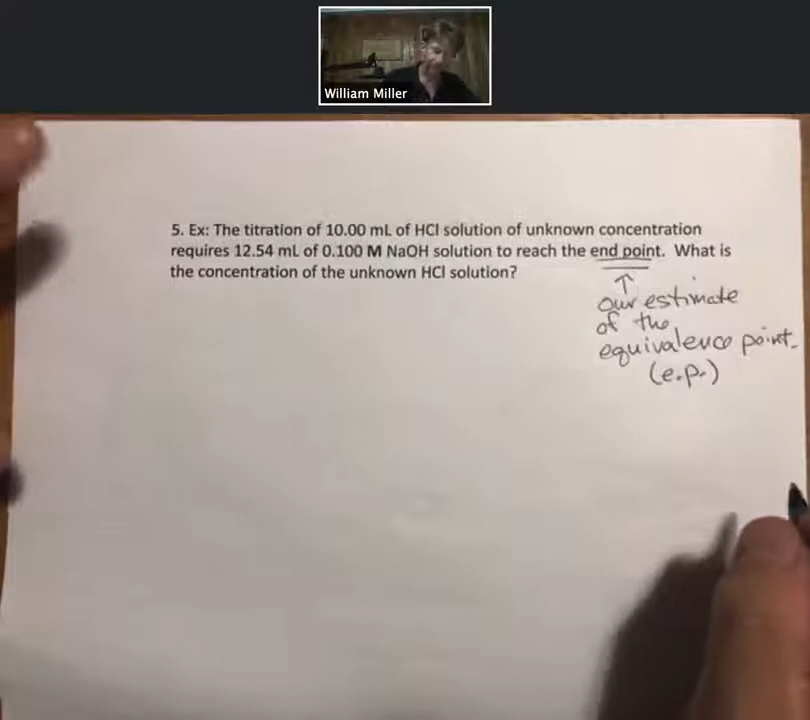 William Miller
5. Ex: The titration of 10.00 mL of HCl solution of unknown concentration
requires 12.54 mL of 0.100 M NaOH solution to reach the end point. What is
the concentration of the unknown HCl solution?
our estimate
of the
equivalence point.
(e.p.)